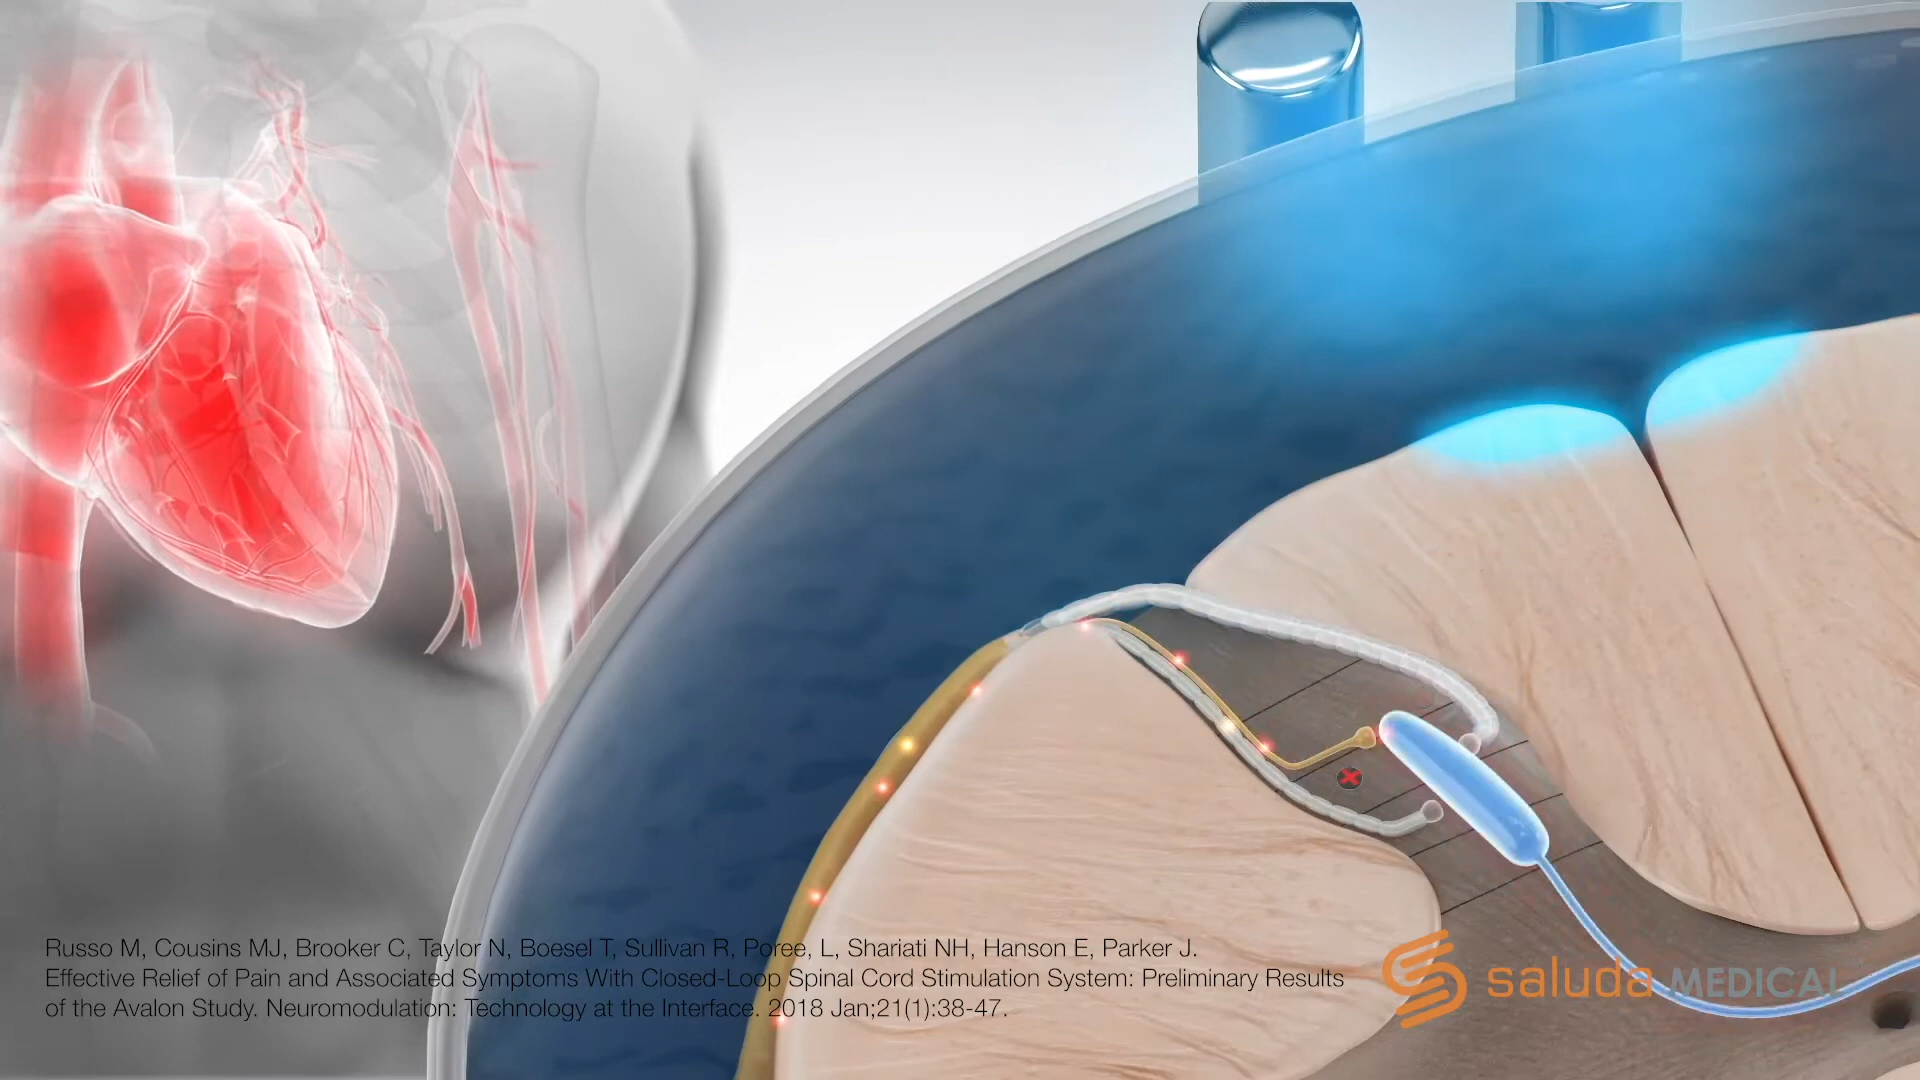 Russo M, Cousins MJ, Brooker C, Taylor N, Boesel T, Sullivan R, Poree, L, Shariati NH, Hanson E, Parker J.
Effective Relief of Pain and Associated Symptoms With Closed-Loop Spinal Cord Stimulation System: Preliminary Results
of the Avalon Study. Neuromodulation: Technology at the Interface. 2018 Jan;21(1):38-47.
saluda MEDICAL